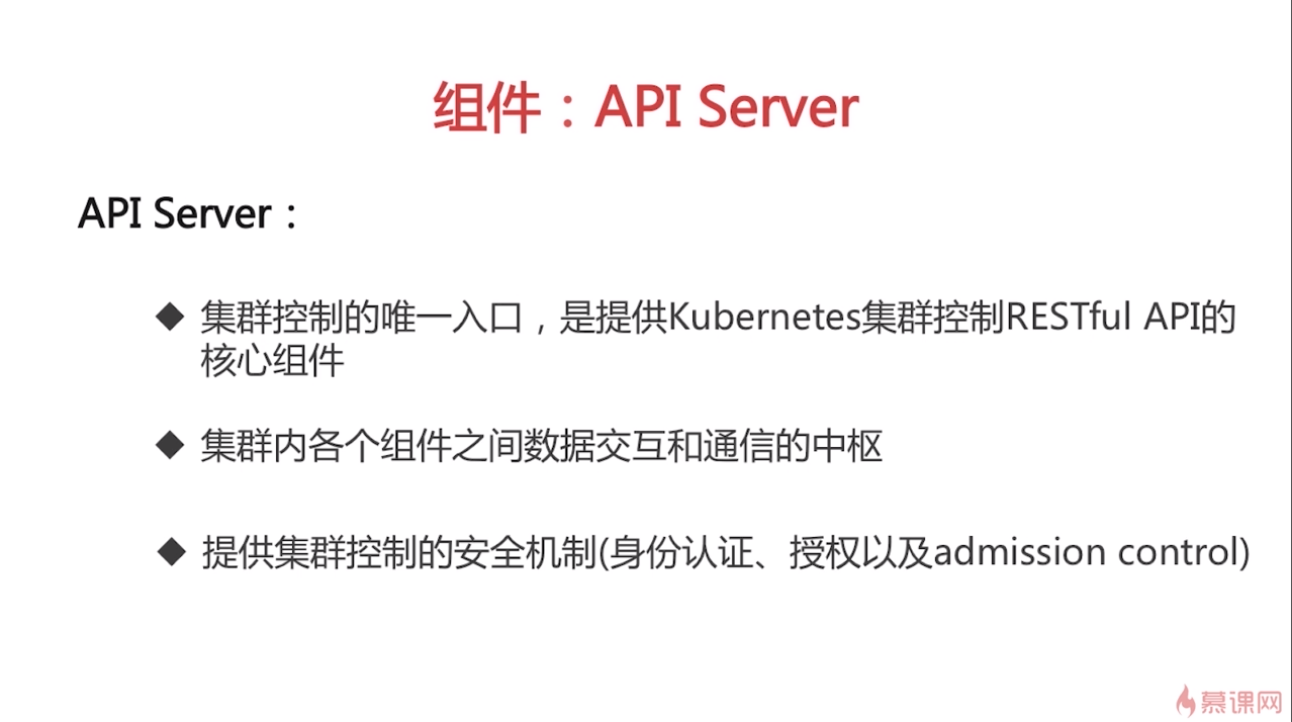 组件：API Server
API Server：
◆ 集群控制的唯一入口，是提供Kubernetes集群控制RESTful API的
核心组件
◆ 集群内各个组件之间数据交互和通信的中枢
◆ 提供集群控制的安全机制(身份认证、授权以及admission control)
慕课网